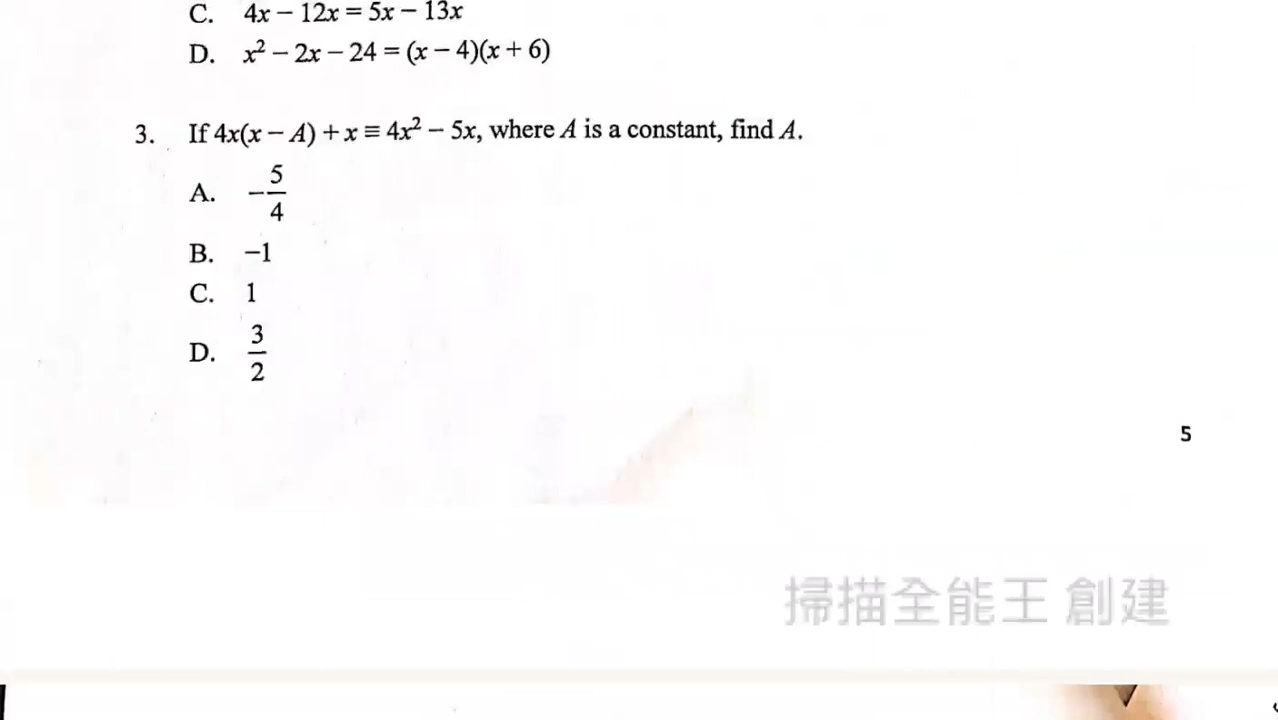 C. 4x − 12x = 5x − 13x
D. x² − 2x − 24 = (x − 4)(x + 6)
3. If 4x(x − A) + x ≡ 4x² − 5x, where A is a constant, find A.
A. −5/4
B. −1
C. 1
D. 3/2
5
掃描全能王 創建